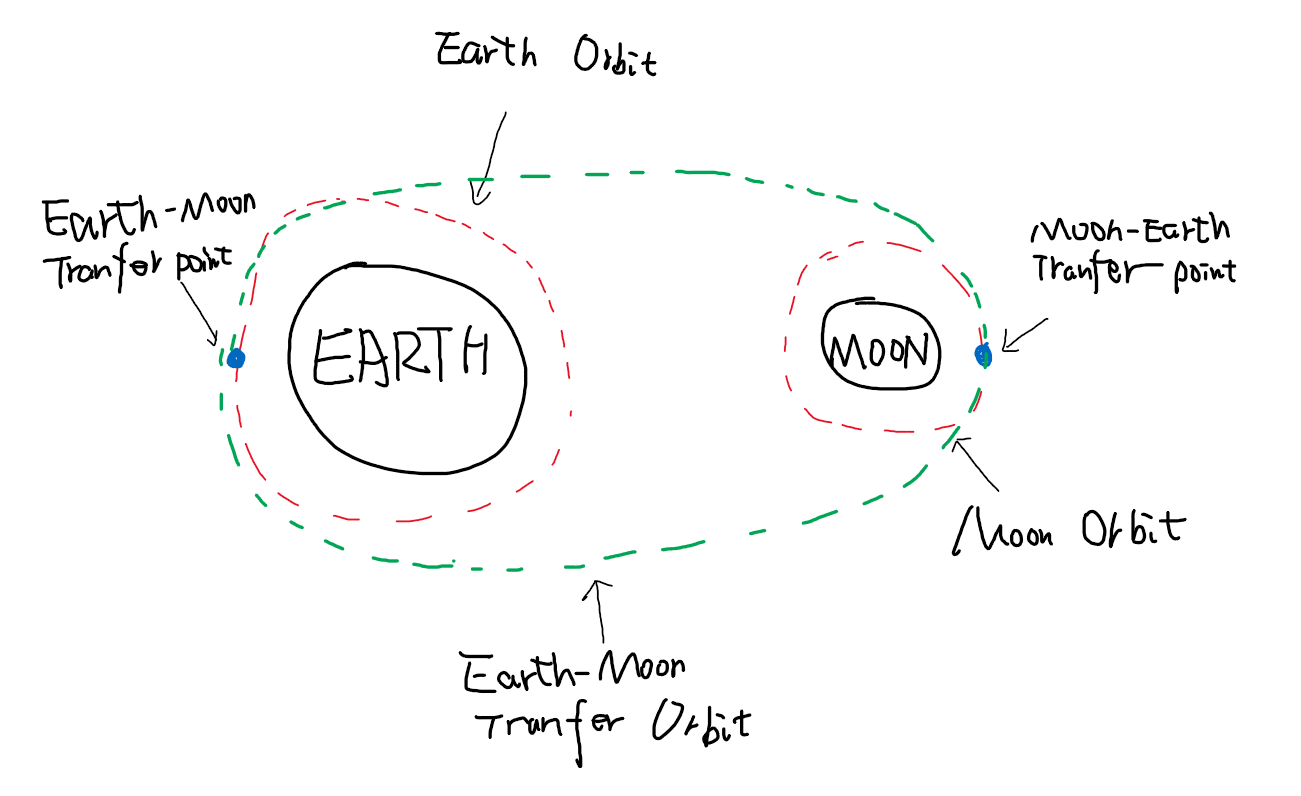 Earth Orbit
Earth-Moon
Tranfer point
Moon-Earth
Tranfer point
EARTH
MOON
Moon Orbit
Earth-Moon
Tranfer Orbit